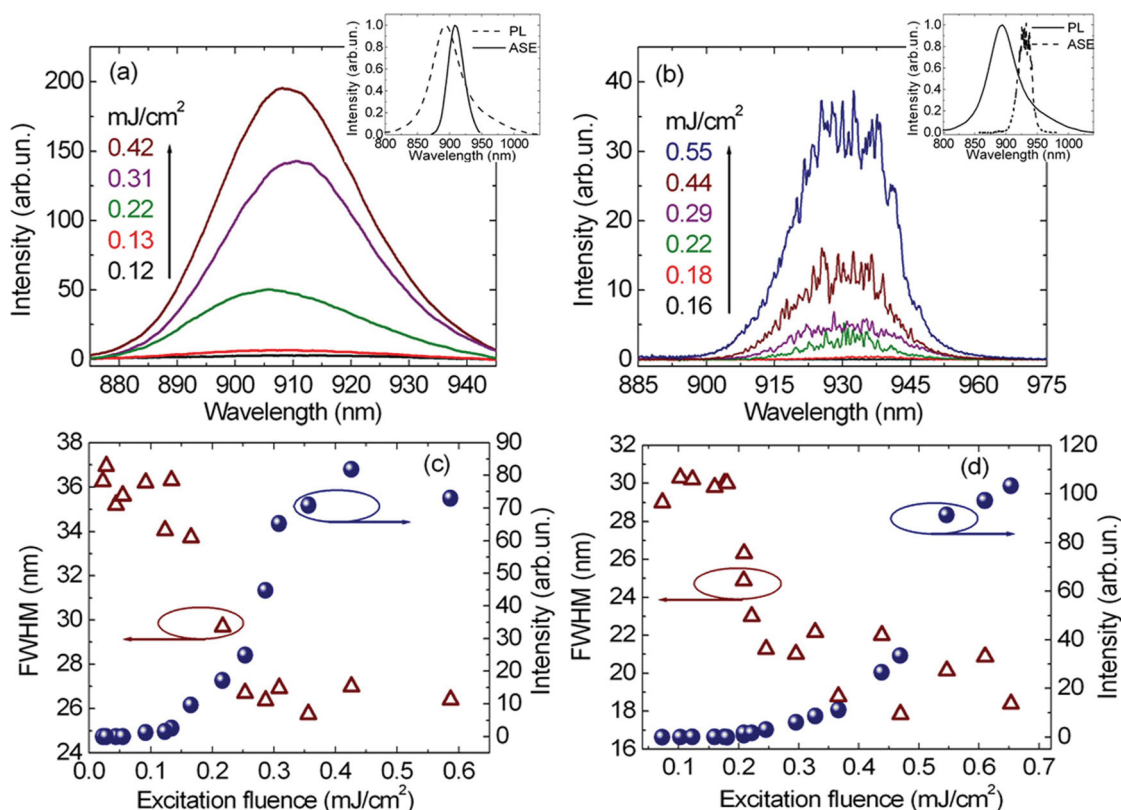 (a)
Intensity (arb.un.)
200
150
100
50
0
mJ/cm²
0.42
0.31
0.22
0.13
0.12
880 890 900 910 920 930 940
Wavelength (nm)
800 850 900 950 1000
1.0
0.8
0.6
0.4
0.2
0.0
Intensity (arb.un.)
PL
ASE
800 850 900 950 1000
Wavelength (nm)
(b)
Intensity (arb.un.)
40
30
20
10
0
mJ/cm²
0.55
0.44
0.29
0.22
0.18
0.16
885 900 915 930 945 960 975
Wavelength (nm)
800 900 1000
1.0
0.8
0.6
0.4
0.2
0.0
Intensity (arb.un.)
PL
ASE
800 850 900 950 1000
Wavelength (nm)
(c)
FWHM (nm)
38
36
34
32
30
28
26
24
0.0 0.1 0.2 0.3 0.4 0.5 0.6
Excitation fluence (mJ/cm²)
90
80
70
60
50
40
30
20
10
0
Intensity (arb.un.)
(d)
FWHM (nm)
32
30
28
26
24
22
20
18
16
0.1 0.2 0.3 0.4 0.5 0.6 0.7
Excitation fluence (mJ/cm²)
120
100
80
60
40
20
0
Intensity (arb.un.)